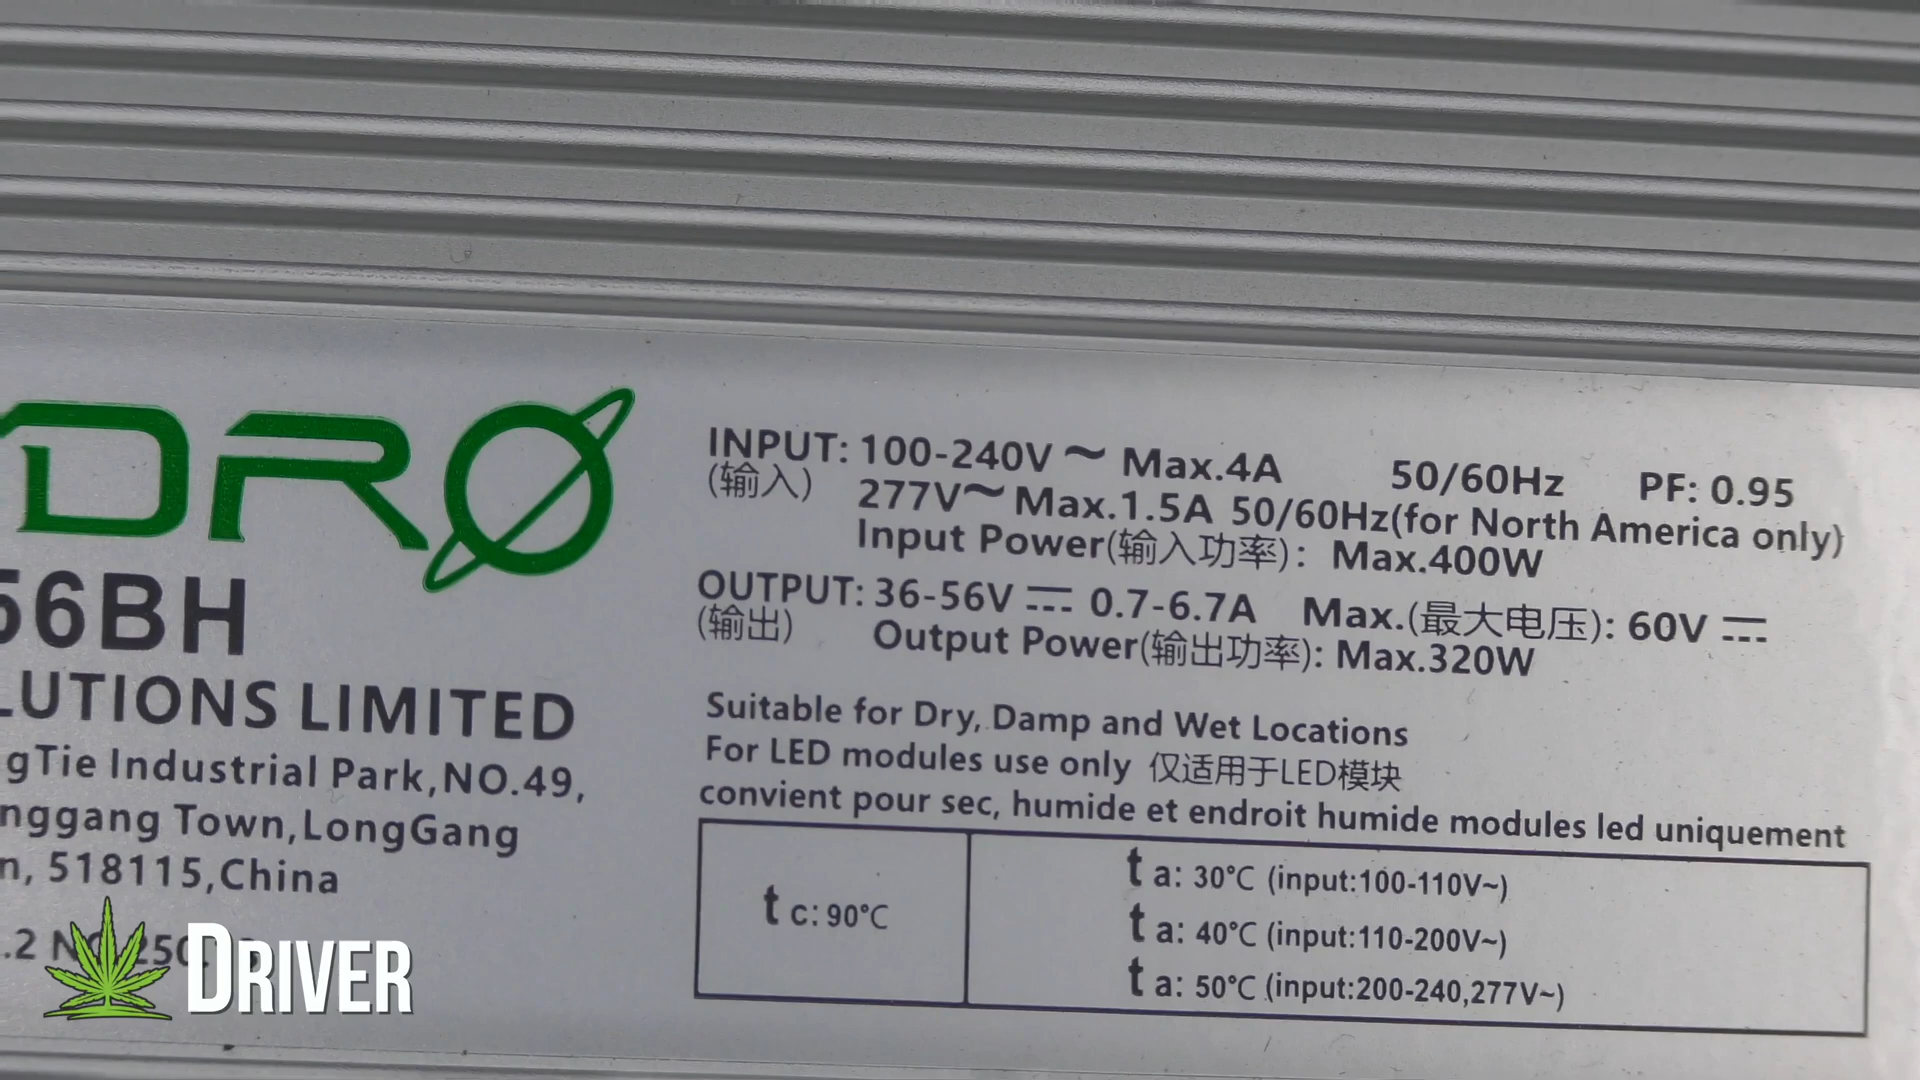 DRO
56BH
LUTIONS LIMITED
gTie Industrial Park,NO.49,
nggang Town,LongGang
n, 518115,China
.2 N
INPUT: 100-240V ~ Max.4A 50/60Hz PF: 0.95
(输入) 277V~ Max.1.5A 50/60Hz(for North America only)
Input Power(输入功率): Max.400W
OUTPUT: 36-56V ⎓ 0.7-6.7A Max.(最大电压): 60V ⎓
(输出) Output Power(输出功率): Max.320W
Suitable for Dry, Damp and Wet Locations
For LED modules use only 仅适用于LED模块
convient pour sec, humide et endroit humide modules led uniquement
tc: 90°C
ta: 30°C (input:100-110V~)
ta: 40°C (input:110-200V~)
ta: 50°C (input:200-240,277V~)
DRIVER